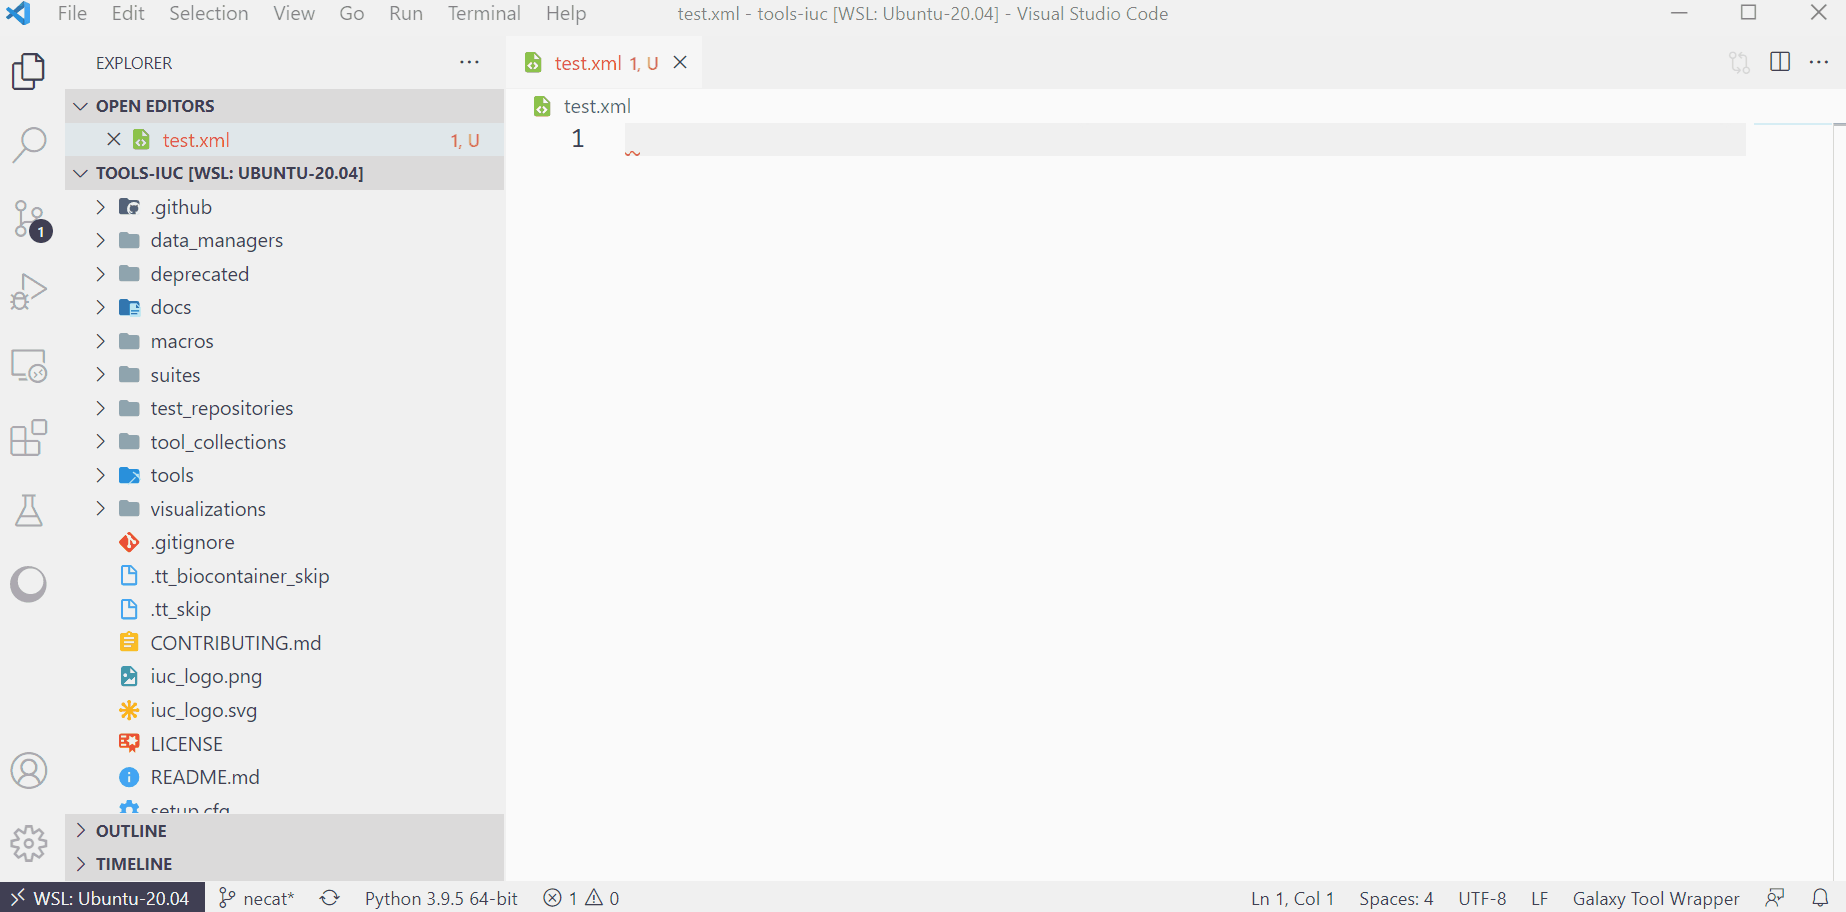 File Edit Selection View Go Run Terminal Help test.xml - tools-iuc [WSL: Ubuntu-20.04] - Visual Studio Code
EXPLORER
test.xml 1, U
OPEN EDITORS
test.xml
test.xml 1, U
1
TOOLS-IUC [WSL: UBUNTU-20.04]
.github
1
data_managers
deprecated
docs
macros
suites
test_repositories
tool_collections
tools
visualizations
.gitignore
.tt_biocontainer_skip
.tt_skip
CONTRIBUTING.md
iuc_logo.png
iuc_logo.svg
LICENSE
README.md
setup.cfg
OUTLINE
TIMELINE
WSL: Ubuntu-20.04 necat* Python 3.9.5 64-bit 1 0 Ln 1, Col 1 Spaces: 4 UTF-8 LF Galaxy Tool Wrapper